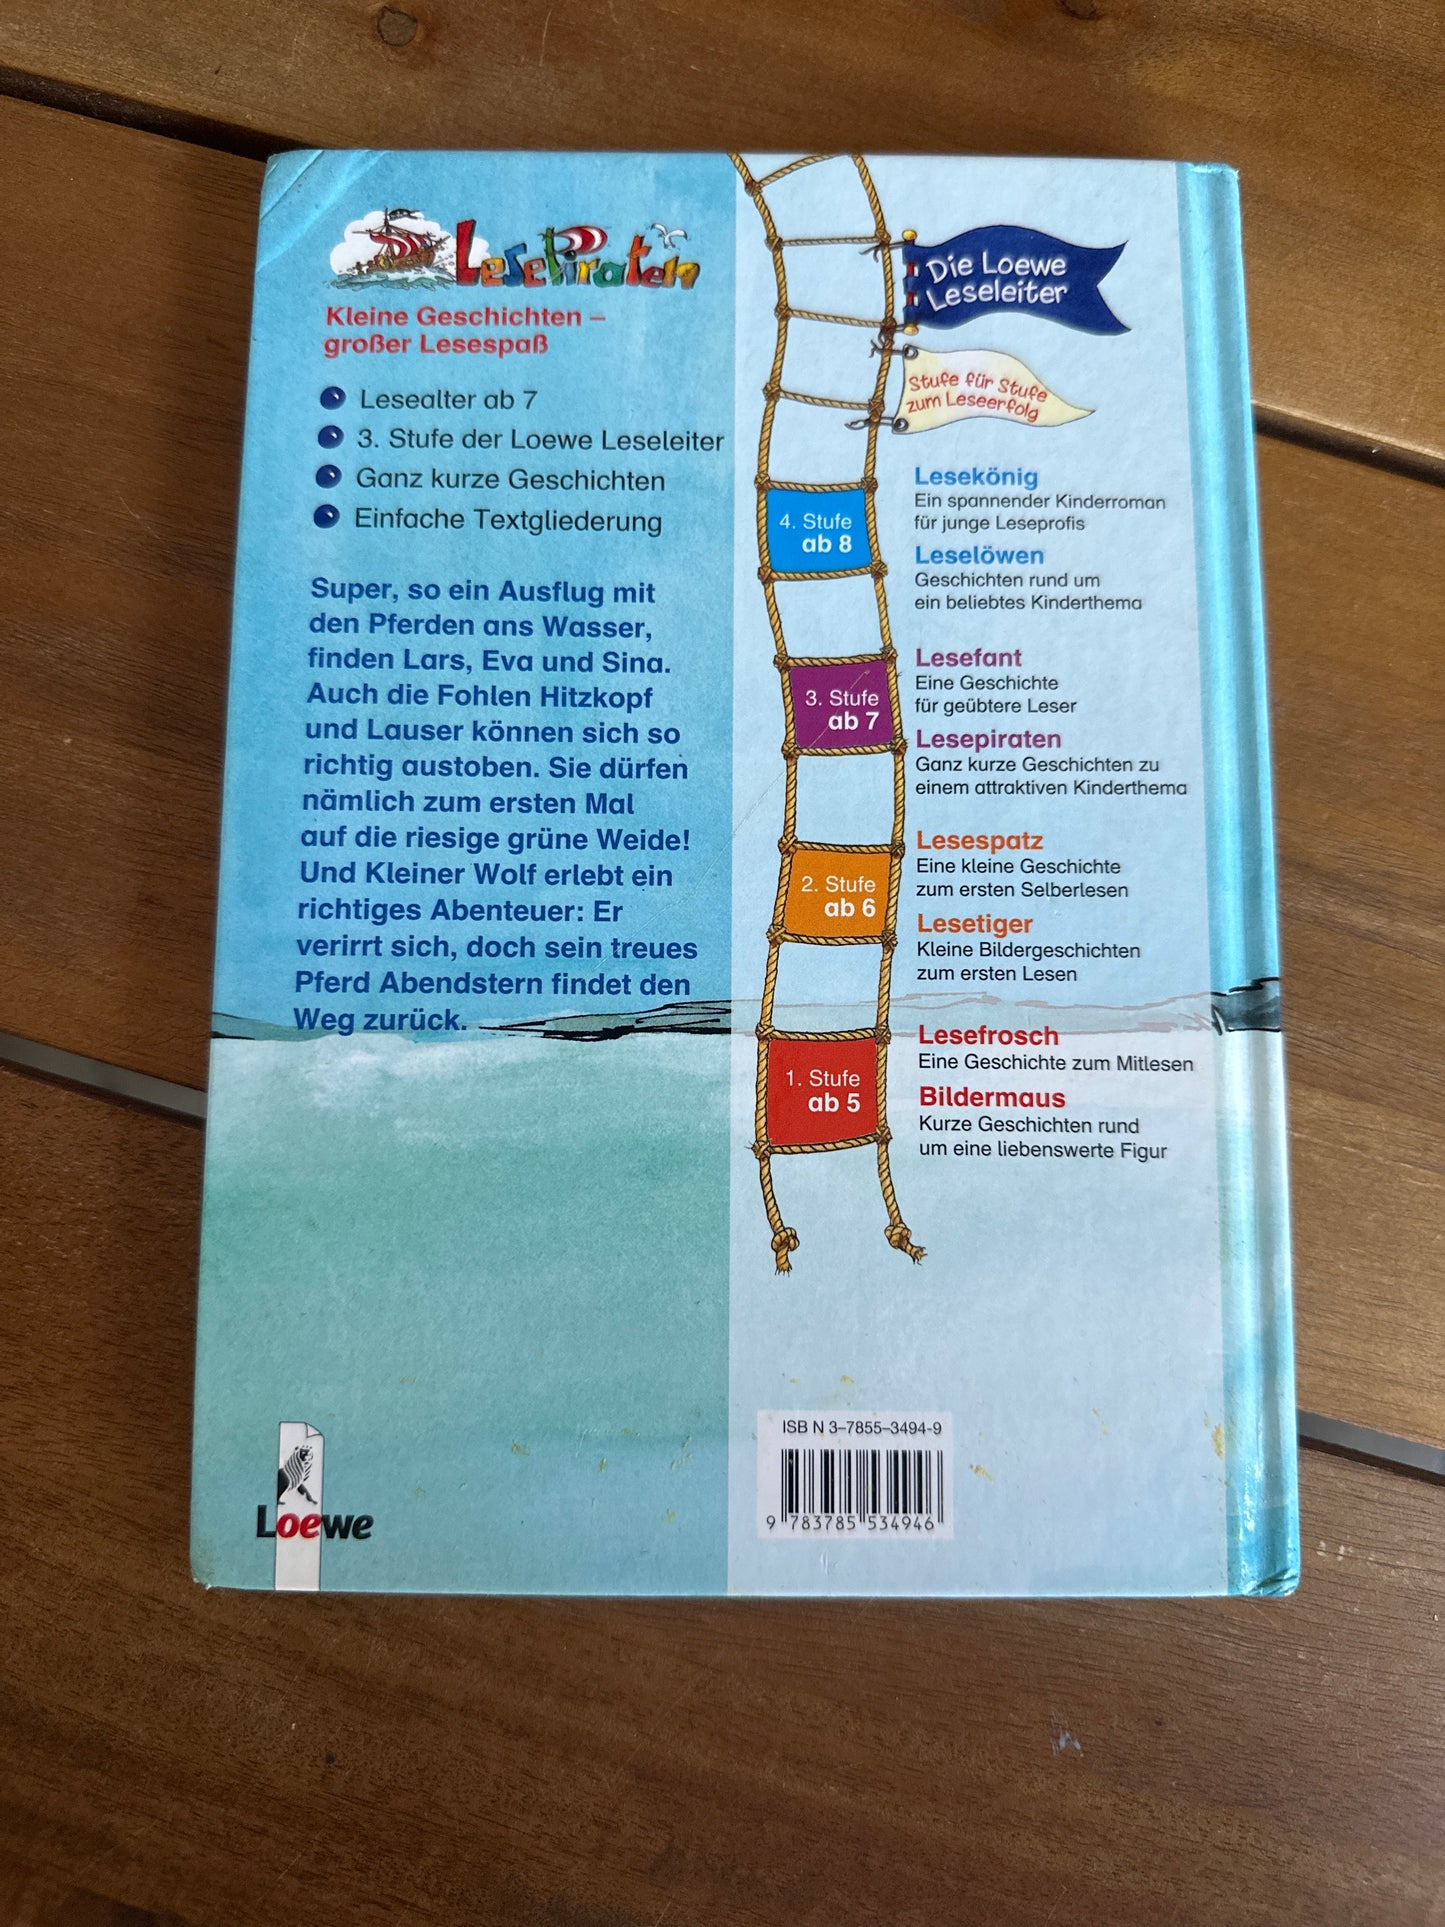 Lesepiraten
Kleine Geschichten –
großer Lesespaß
Lesealter ab 7
3. Stufe der Loewe Leseleiter
Ganz kurze Geschichten
Einfache Textgliederung
Super, so ein Ausflug mit
den Pferden ans Wasser,
finden Lars, Eva und Sina.
Auch die Fohlen Hitzkopf
und Lauser können sich so
richtig austoben. Sie dürfen
nämlich zum ersten Mal
auf die riesige grüne Weide!
Und Kleiner Wolf erlebt ein
richtiges Abenteuer: Er
verirrt sich, doch sein treues
Pferd Abendstern findet den
Weg zurück.
Loewe
Die Loewe
Leseleiter
Stufe für Stufe
zum Leseerfolg
4. Stufe
ab 8
Lesekönig
Ein spannender Kinderroman
für junge Leseprofis
Leselöwen
Geschichten rund um
ein beliebtes Kinderthema
3. Stufe
ab 7
Lesefant
Eine Geschichte
für geübtere Leser
Lesepiraten
Ganz kurze Geschichten zu
einem attraktiven Kinderthema
2. Stufe
ab 6
Lesespatz
Eine kleine Geschichte
zum ersten Selberlesen
Lesetiger
Kleine Bildergeschichten
zum ersten Lesen
1. Stufe
ab 5
Lesefrosch
Eine Geschichte zum Mitlesen
Bildermaus
Kurze Geschichten rund
um eine liebenswerte Figur
ISB N 3–7855–3494-9
9 783785 534946